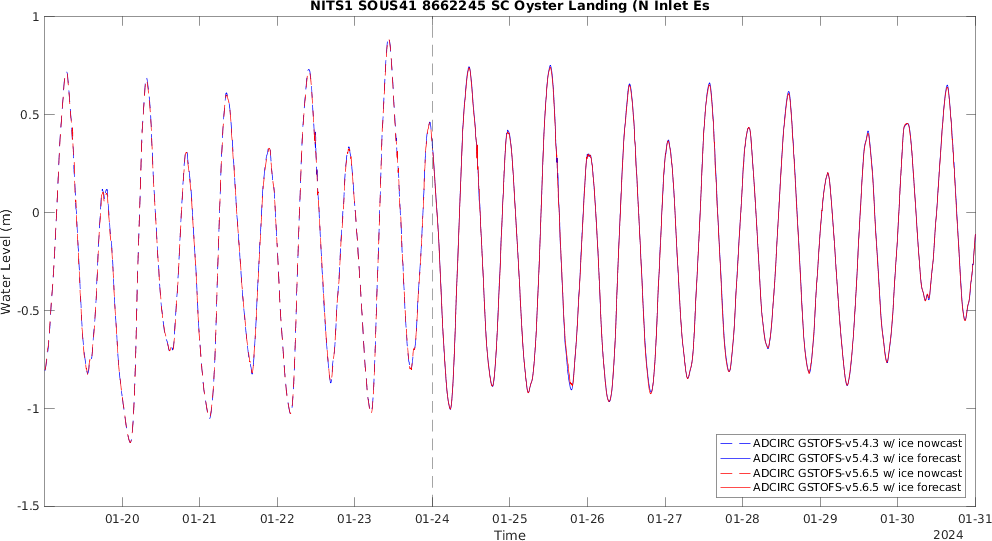 NITS1 SOUS41 8662245 SC Oyster Landing (N Inlet Es
Water Level (m)
1
0.5
0
-0.5
-1
-1.5
01-20 01-21 01-22 01-23 01-24 01-25 01-26 01-27 01-28 01-29 01-30 01-31
Time
2024
ADCIRC GSTOFS-v5.4.3 w/ ice nowcast
ADCIRC GSTOFS-v5.4.3 w/ ice forecast
ADCIRC GSTOFS-v5.6.5 w/ ice nowcast
ADCIRC GSTOFS-v5.6.5 w/ ice forecast